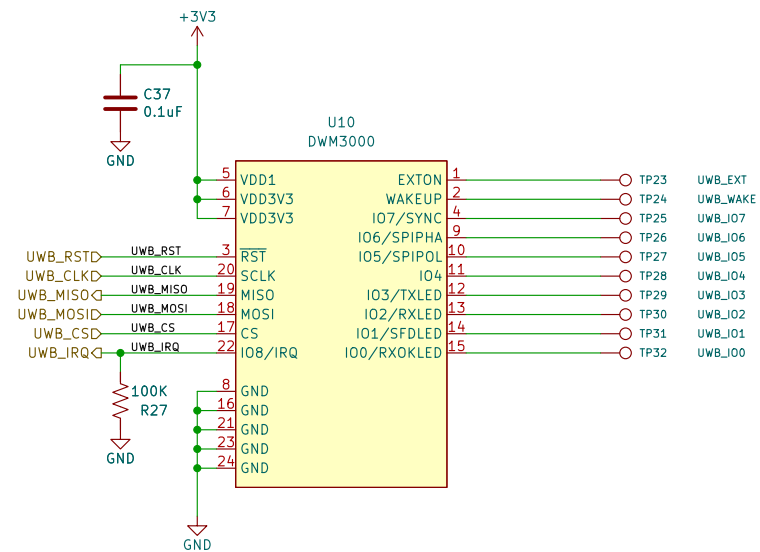 +3V3
C37
0.1uF
GND
U10
DWM3000
5 VDD1 EXTON 1 TP23 UWB_EXT
6 VDD3V3 WAKEUP 2 TP24 UWB_WAKE
7 VDD3V3 IO7/SYNC 4 TP25 UWB_IO7
IO6/SPIPHA 9 TP26 UWB_IO6
UWB_RST UWB_RST 3 RST IO5/SPIPOL 10 TP27 UWB_IO5
UWB_CLK UWB_CLK 20 SCLK IO4 11 TP28 UWB_IO4
UWB_MISO UWB_MISO 19 MISO IO3/TXLED 12 TP29 UWB_IO3
UWB_MOSI UWB_MOSI 18 MOSI IO2/RXLED 13 TP30 UWB_IO2
UWB_CS UWB_CS 17 CS IO1/SFDLED 14 TP31 UWB_IO1
UWB_IRQ UWB_IRQ 22 IO8/IRQ IO0/RXOKLED 15 TP32 UWB_IO0
100K
R27
GND
8 GND
16 GND
21 GND
23 GND
24 GND
GND